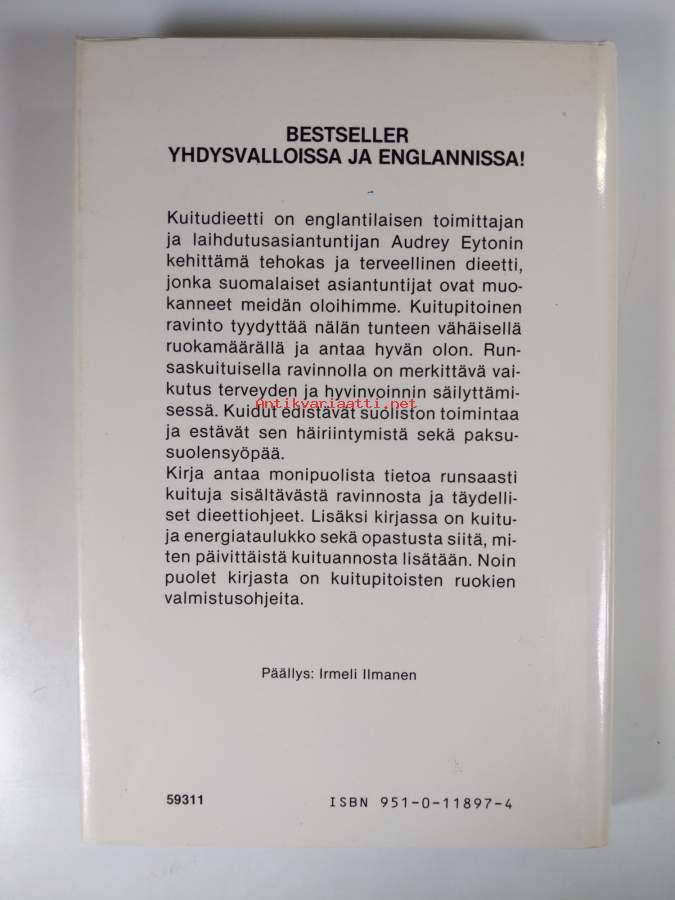 BESTSELLER
YHDYSVALLOISSA JA ENGLANNISSA!
Kuitudieetti on englantilaisen toimittajan
ja laihdutusasiantuntijan Audrey Eytonin
kehittämä tehokas ja terveellinen dieetti,
jonka suomalaiset asiantuntijat ovat muo-
kanneet meidän oloihimme. Kuitupitoinen
ravinto tyydyttää nälän tunteen vähäisellä
ruokamäärällä ja antaa hyvän olon. Run-
saskuituisella ravinnolla on merkittävä vai-
kutus terveyden ja hyvinvoinnin säilyttämi-
Antikvariaatti.net
sessä. Kuidut edistävät suoliston toimintaa
ja estävät sen häiriintymistä sekä paksu-
suolensyöpää.
Kirja antaa monipuolista tietoa runsaasti
kuituja sisältävästä ravinnosta ja täydelli-
set dieettiohjeet. Lisäksi kirjassa on kuitu-
ja energiataulukko sekä opastusta siitä, mi-
ten päivittäistä kuituannosta lisätään. Noin
puolet kirjasta on kuitupitoisten ruokien
valmistusohjeita.
Päällys: Irmeli Ilmanen
59311 ISBN 951-0-11897-4